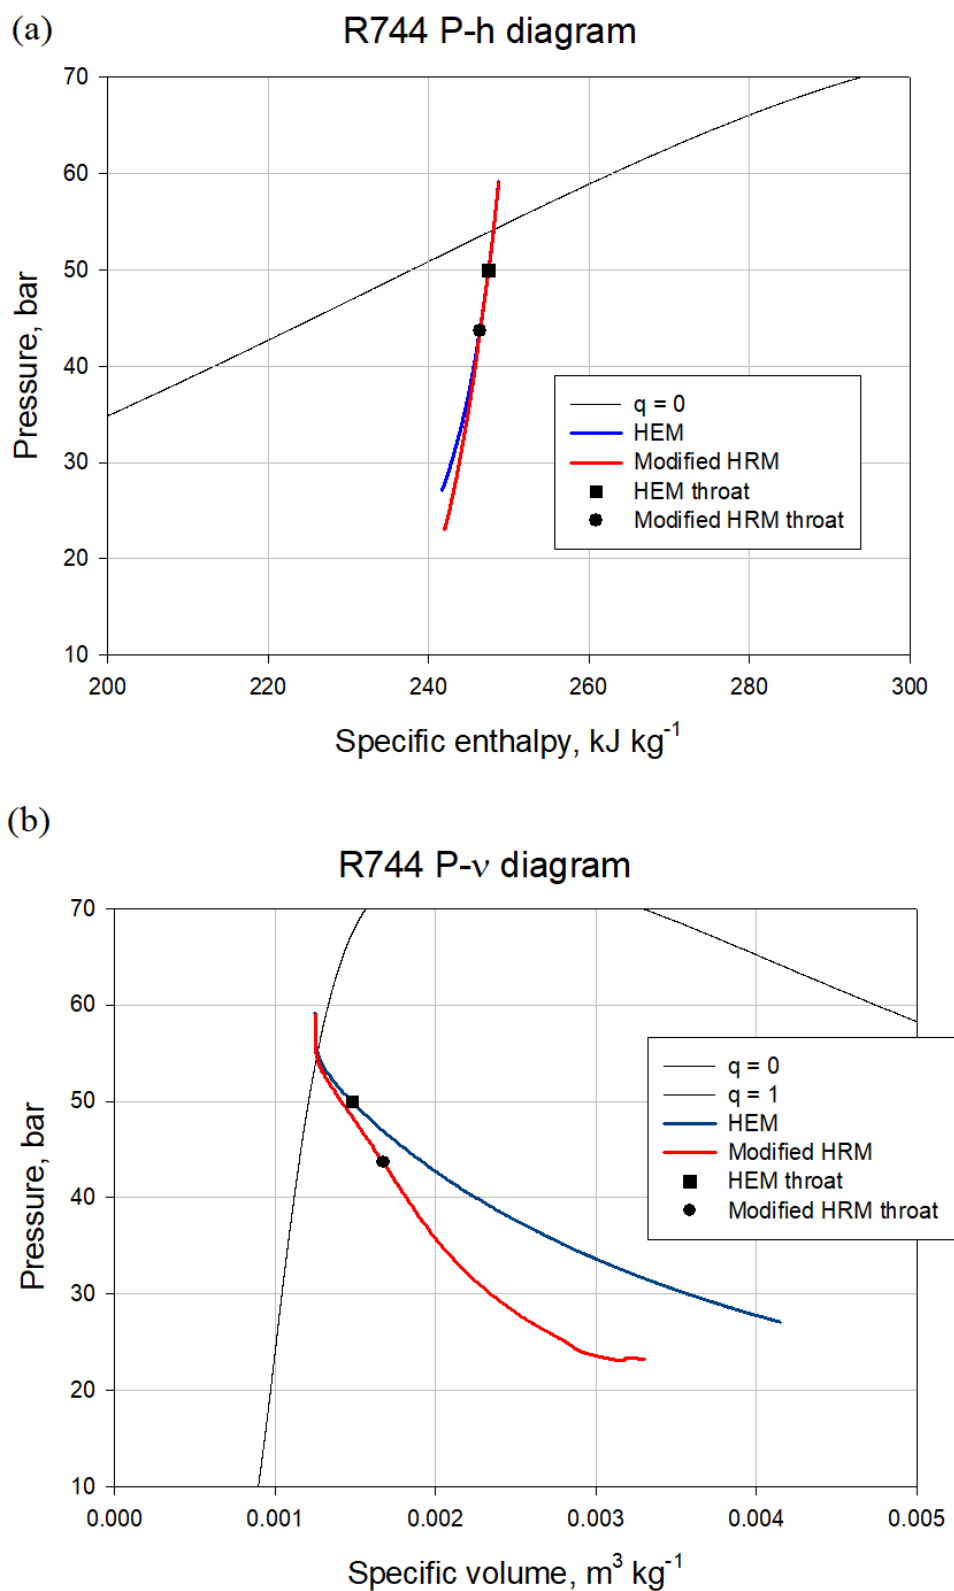 (a)
R744 P-h diagram
70
60
50
40
30
20
10
Pressure, bar
q = 0
HEM
Modified HRM
HEM throat
Modified HRM throat
200 220 240 260 280 300
Specific enthalpy, kJ kg⁻¹
(b)
R744 P-ν diagram
70
60
50
40
30
20
10
Pressure, bar
q = 0
q = 1
HEM
Modified HRM
HEM throat
Modified HRM throat
0.000 0.001 0.002 0.003 0.004 0.005
Specific volume, m³ kg⁻¹